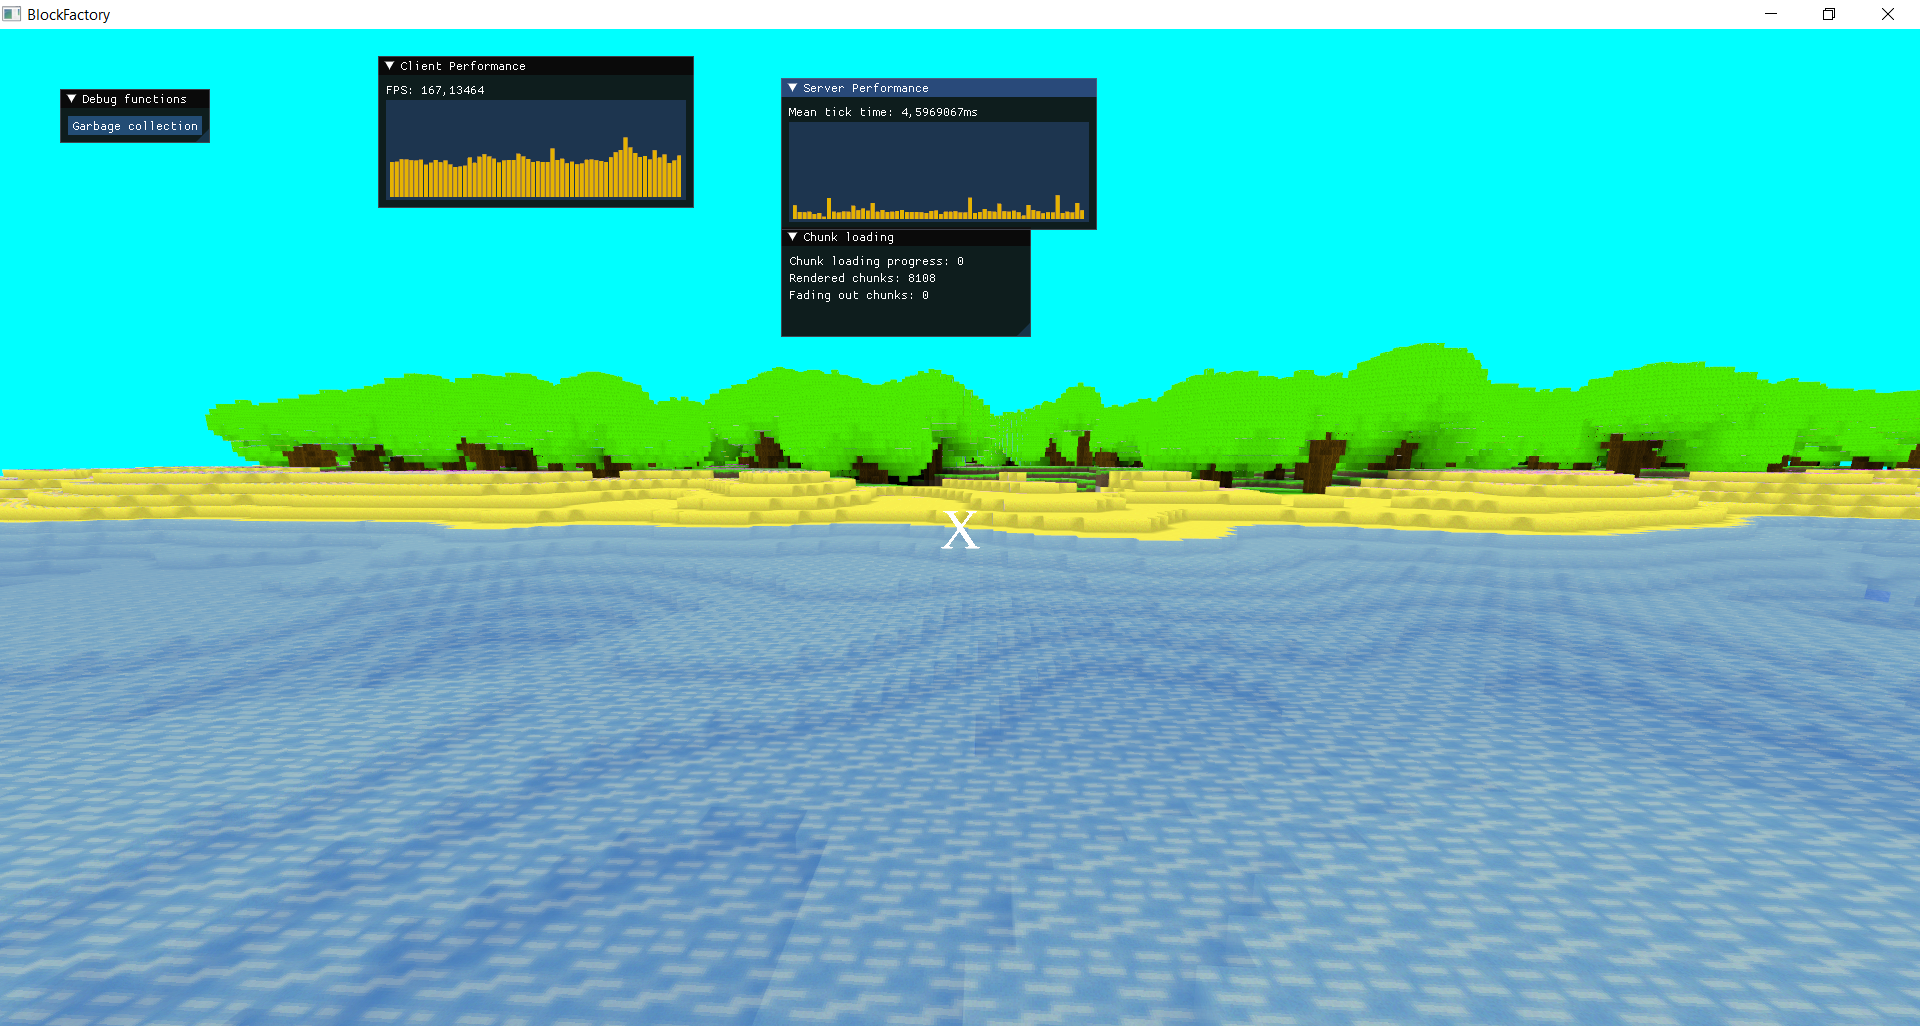 BlockFactory
Client Performance
FPS: 167,13464
Server Performance
Mean tick time: 4,5969067ms
Debug functions
Garbage collection
Chunk loading
Chunk loading progress: 0
Rendered chunks: 8108
Fading out chunks: 0
X